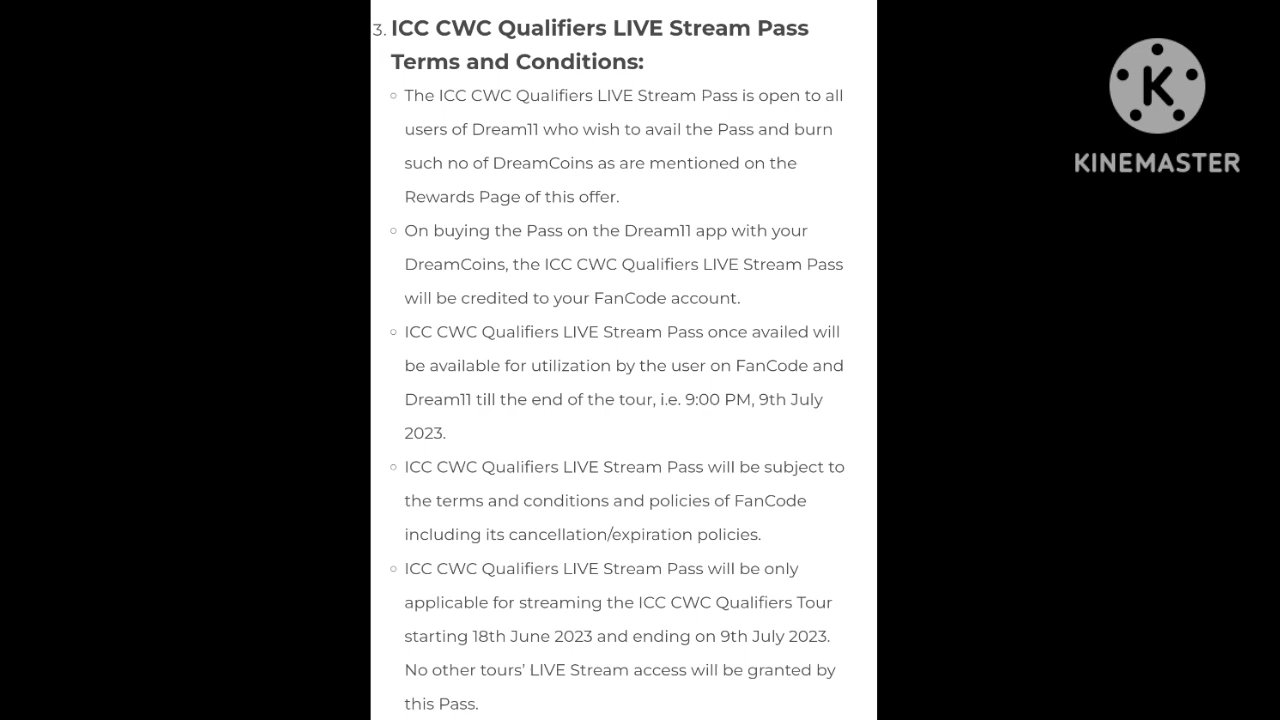 3. ICC CWC Qualifiers LIVE Stream Pass
Terms and Conditions:
○ The ICC CWC Qualifiers LIVE Stream Pass is open to all
users of Dream11 who wish to avail the Pass and burn
such no of DreamCoins as are mentioned on the
Rewards Page of this offer.
○ On buying the Pass on the Dream11 app with your
DreamCoins, the ICC CWC Qualifiers LIVE Stream Pass
will be credited to your FanCode account.
○ ICC CWC Qualifiers LIVE Stream Pass once availed will
be available for utilization by the user on FanCode and
Dream11 till the end of the tour, i.e. 9:00 PM, 9th July
2023.
○ ICC CWC Qualifiers LIVE Stream Pass will be subject to
the terms and conditions and policies of FanCode
including its cancellation/expiration policies.
○ ICC CWC Qualifiers LIVE Stream Pass will be only
applicable for streaming the ICC CWC Qualifiers Tour
starting 18th June 2023 and ending on 9th July 2023.
No other tours' LIVE Stream access will be granted by
this Pass.
K
KINEMASTER